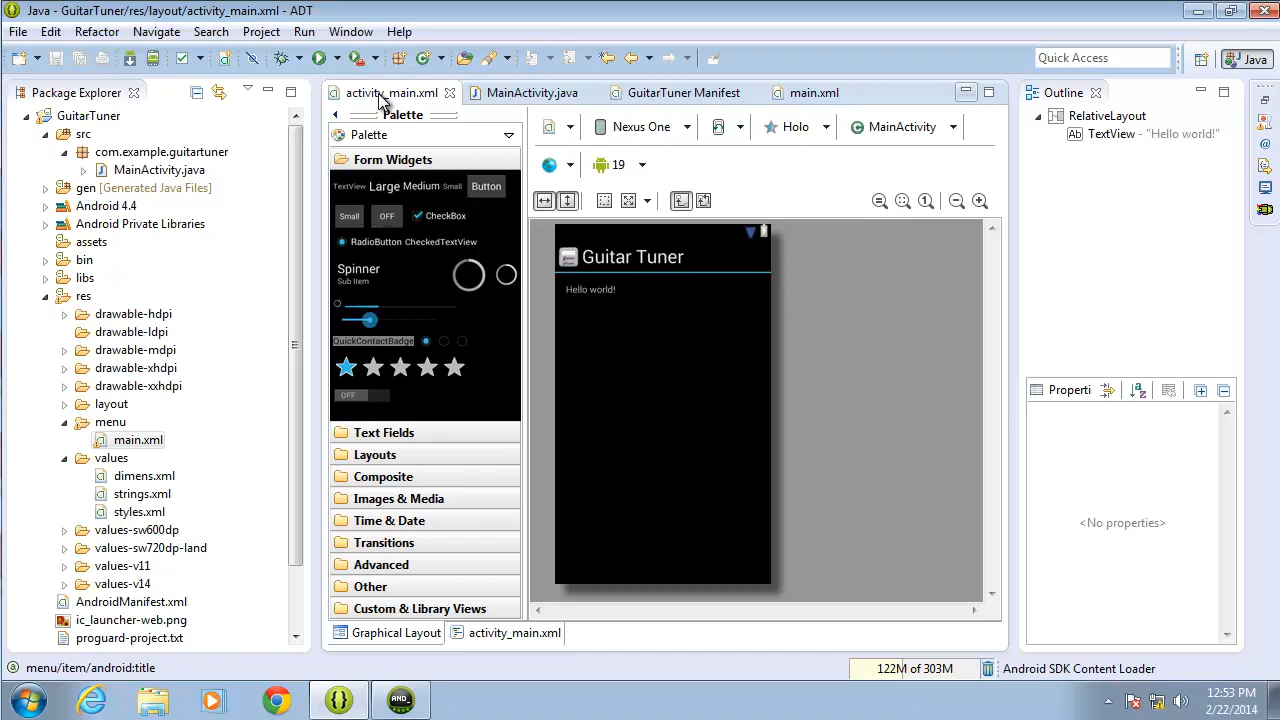 Java - GuitarTuner/res/layout/activity_main.xml - ADT
File Edit Refactor Navigate Search Project Run Window Help
Quick Access
Java
Package Explorer
GuitarTuner
src
com.example.guitartuner
MainActivity.java
gen [Generated Java Files]
Android 4.4
Android Private Libraries
assets
bin
libs
res
drawable-hdpi
drawable-ldpi
drawable-mdpi
drawable-xhdpi
drawable-xxhdpi
layout
menu
main.xml
values
dimens.xml
strings.xml
styles.xml
values-sw600dp
values-sw720dp-land
values-v11
values-v14
AndroidManifest.xml
ic_launcher-web.png
proguard-project.txt
activity_main.xml
MainActivity.java
GuitarTuner Manifest
main.xml
Palette
Palette
Form Widgets
TextView Large Medium Small Button
Small OFF CheckBox
RadioButton CheckedTextView
Spinner
Sub Item
QuickContactBadge
OFF
Text Fields
Layouts
Composite
Images & Media
Time & Date
Transitions
Advanced
Other
Custom & Library Views
Nexus One
Holo
MainActivity
19
Guitar Tuner
Hello world!
Graphical Layout
activity_main.xml
Outline
RelativeLayout
Ab TextView - "Hello world!"
Properti
<No properties>
menu/item/android:title
122M of 303M
Android SDK Content Loader
12:53 PM
2/22/2014